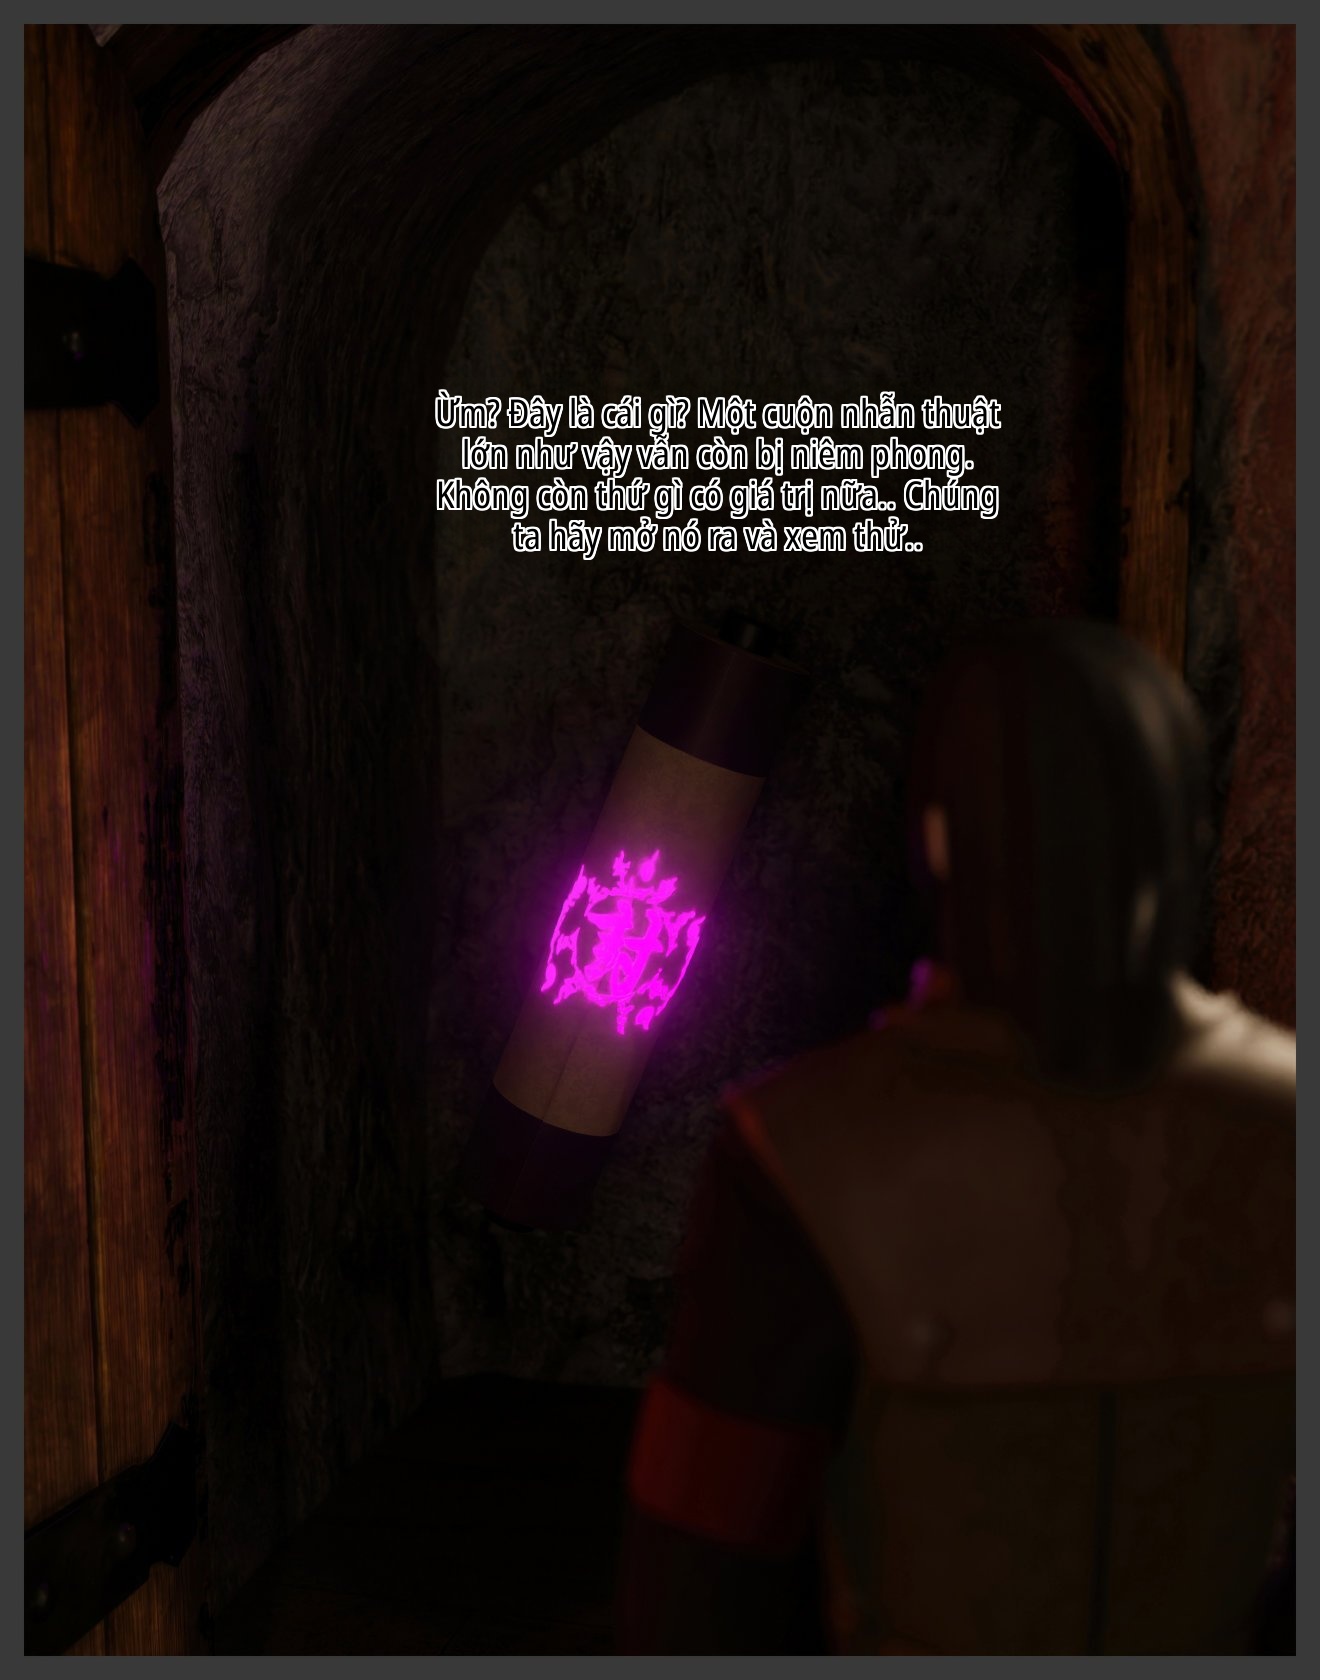 Ừm? Đây là cái gì? Một cuộn nhẫn thuật
lớn như vậy vẫn còn bị niêm phong.
Không còn thứ gì có giá trị nữa.. Chúng
ta hãy mở nó ra và xem thử..
封